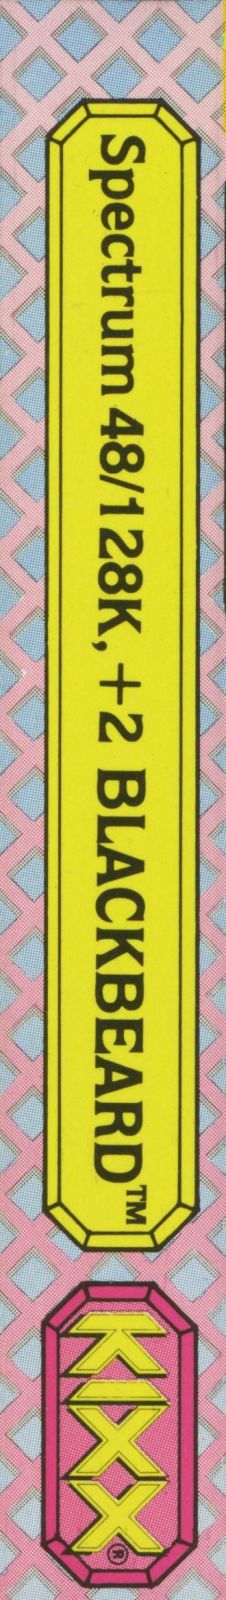 Spectrum 48/128K, +2 BLACKBEARD™
KIXX®